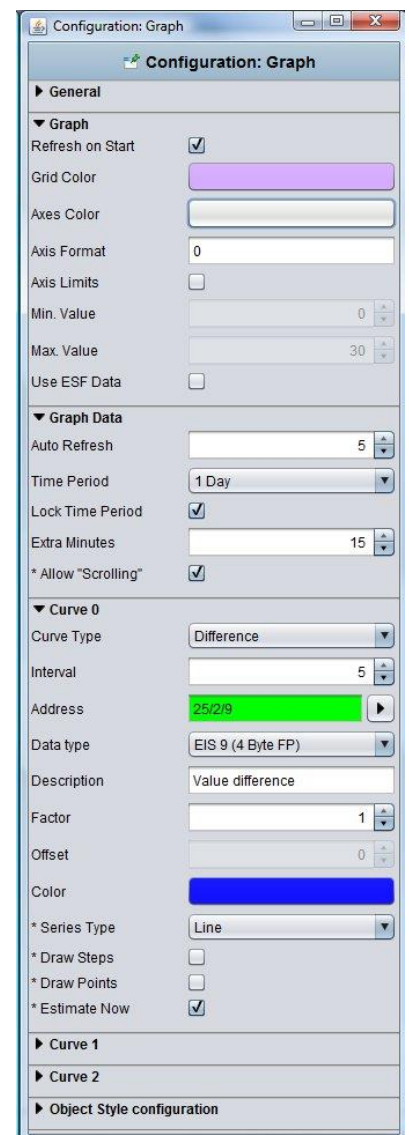 Configuration: Graph
Configuration: Graph
General
Graph
Refresh on Start
Grid Color
Axes Color
Axis Format 0
Axis Limits
Min. Value 0
Max. Value 30
Use ESF Data
Graph Data
Auto Refresh 5
Time Period 1 Day
Lock Time Period
Extra Minutes 15
* Allow "Scrolling"
Curve 0
Curve Type Difference
Interval 5
Address 25/2/9
Data type EIS 9 (4 Byte FP)
Description Value difference
Factor 1
Offset 0
Color
* Series Type Line
* Draw Steps
* Draw Points
* Estimate Now
Curve 1
Curve 2
Object Style configuration